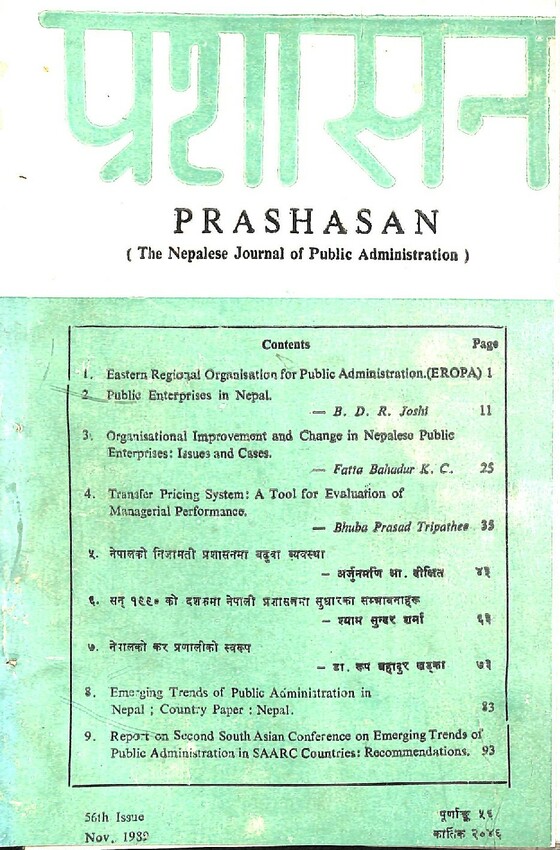 प्रशासन
PRASHASAN
( The Nepalese Journal of Public Administration )
Contents Page
1. Eastern Regional Organisation for Public Administration.(EROPA) 1
2. Public Enterprises in Nepal.
— B. D. R. Joshi 11
3. Organisational Improvement and Change in Nepalese Public
Enterprises: Issues and Cases.
— Fatta Bahadur K. C. 25
4. Transfer Pricing System: A Tool for Evaluation of
Managerial Performance.
— Bhuba Prasad Tripathee 35
५. नेपालको निजामती प्रशासनमा बढुवा व्यवस्था
— अर्जुनमणि आ. दीक्षित ४३
६. सन् १९९० को दशकमा नेपाली प्रशासनमा सुधारका सम्भावनाहरू
— श्याम सुन्दर शर्मा ६३
७. नेपालको कर प्रणालीको स्वरूप
— डा. रूप बहादुर खड्का ७३
8. Emerging Trends of Public Administration in
Nepal ; Country Paper : Nepal. 83
9. Report on Second South Asian Conference on Emerging Trends of
Public Administration in SAARC Countries: Recommendations. 93
56th Issue पूर्णाङ्क ५६
Nov. 1989 कार्तिक २०४६